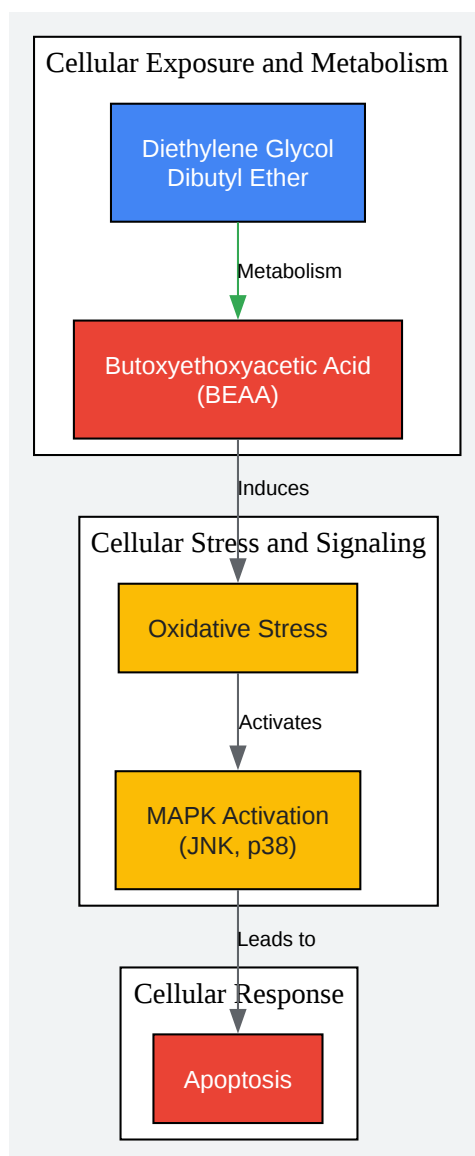 Cellular Exposure and Metabolism
Diethylene Glycol
Dibutyl Ether
Metabolism
Butoxyethoxyacetic Acid
(BEAA)
Induces
Cellular Stress and Signaling
Oxidative Stress
Activates
MAPK Activation
(JNK, p38)
Leads to
Cellular Response
Apoptosis